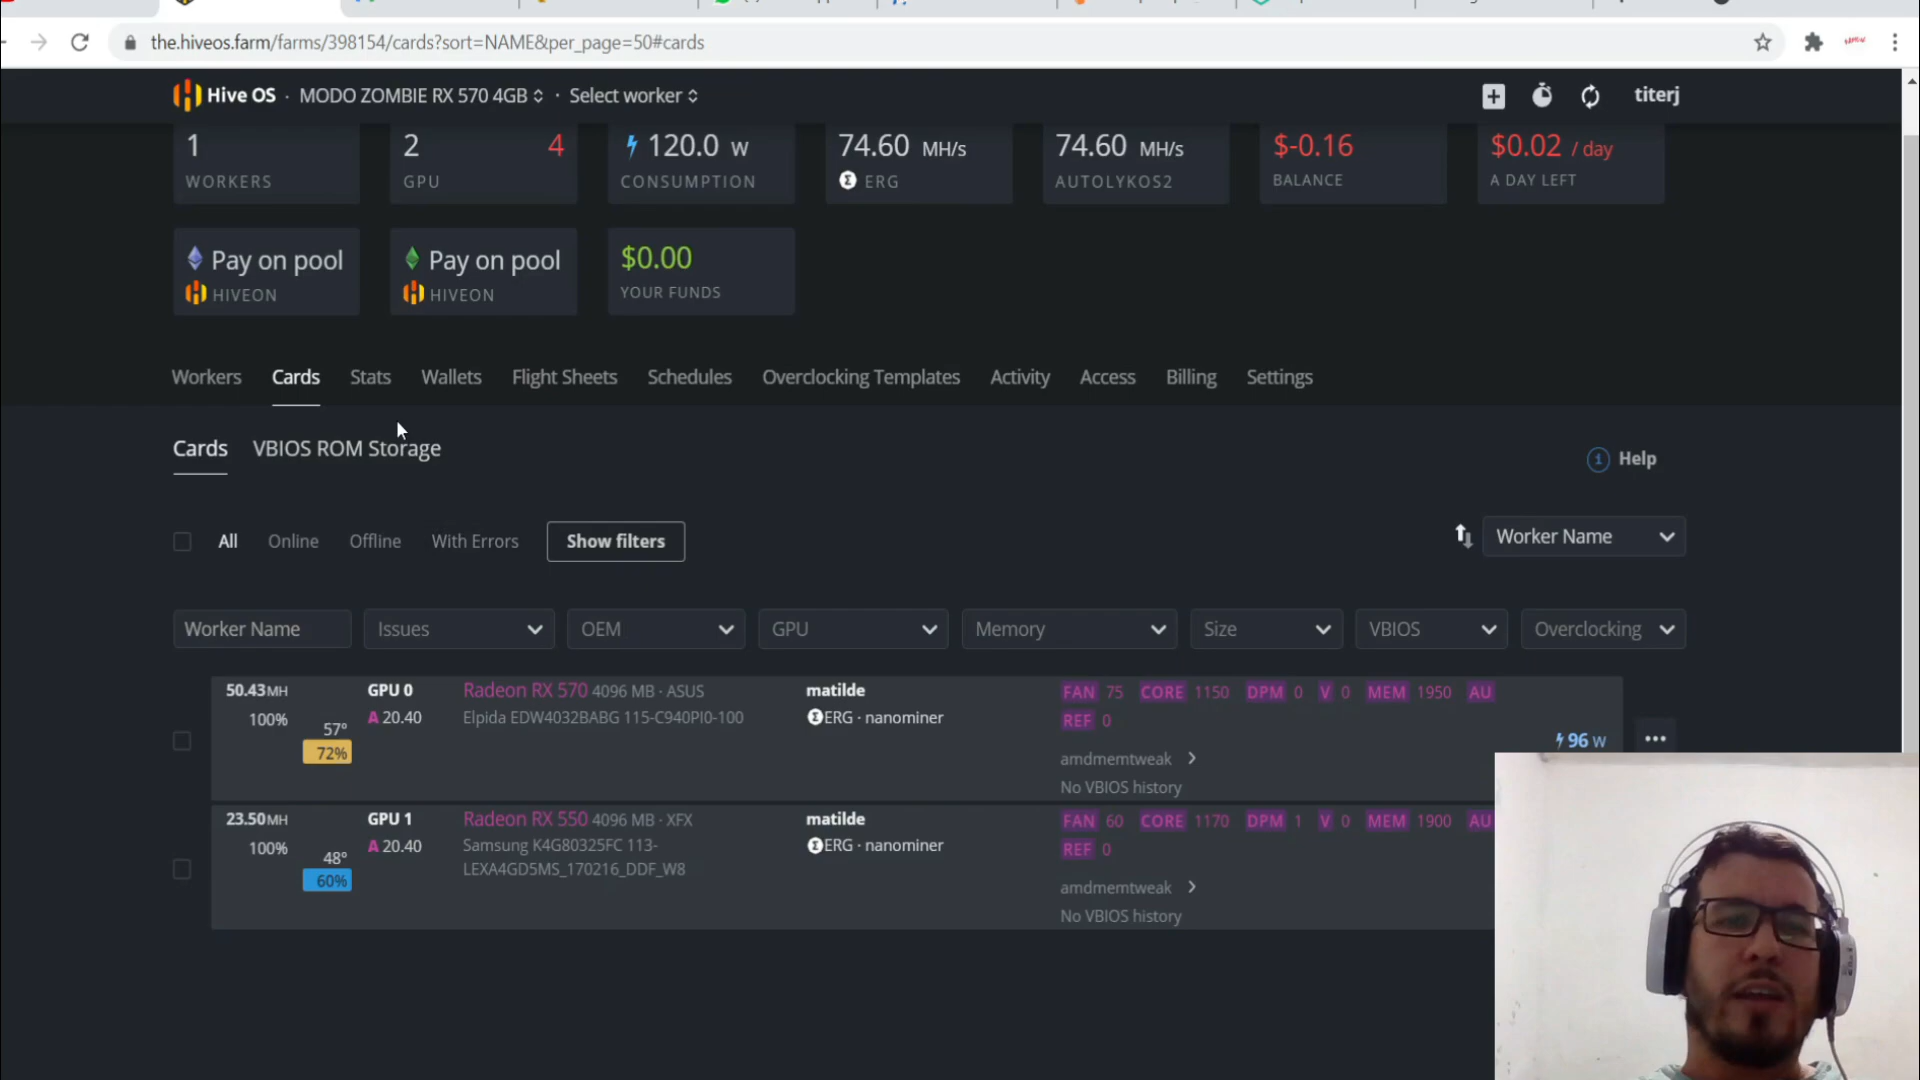 the.hiveos.farm/farms/398154/cards?sort=NAME&per_page=50#cards
Hive OS · MODO ZOMBIE RX 570 4GB · Select worker
titerj
1 2 4 120.0 W 74.60 MH/s 74.60 MH/s $-0.16 $0.02 / day
WORKERS GPU CONSUMPTION ERG AUTOLYKOS2 BALANCE A DAY LEFT
Pay on pool Pay on pool $0.00
HIVEON HIVEON YOUR FUNDS
Workers Cards Stats Wallets Flight Sheets Schedules Overclocking Templates Activity Access Billing Settings
Cards VBIOS ROM Storage
Help
All Online Offline With Errors Show filters
Worker Name
Worker Name Issues OEM GPU Memory Size VBIOS Overclocking
50.43MH GPU 0 Radeon RX 570 4096 MB · ASUS matilde FAN 75 CORE 1150 DPM 0 V 0 MEM 1950 AU
100% A 20.40 Elpida EDW4032BABG 115-C940PI0-100 ERG · nanominer REF 0
57°
72%
96 W
amdmemtweak
No VBIOS history
23.50MH GPU 1 Radeon RX 550 4096 MB · XFX matilde FAN 60 CORE 1170 DPM 1 V 0 MEM 1900 AU
100% A 20.40 Samsung K4G80325FC 113- ERG · nanominer REF 0
48° LEXA4GD5MS_170216_DDF_W8
60%
amdmemtweak
No VBIOS history